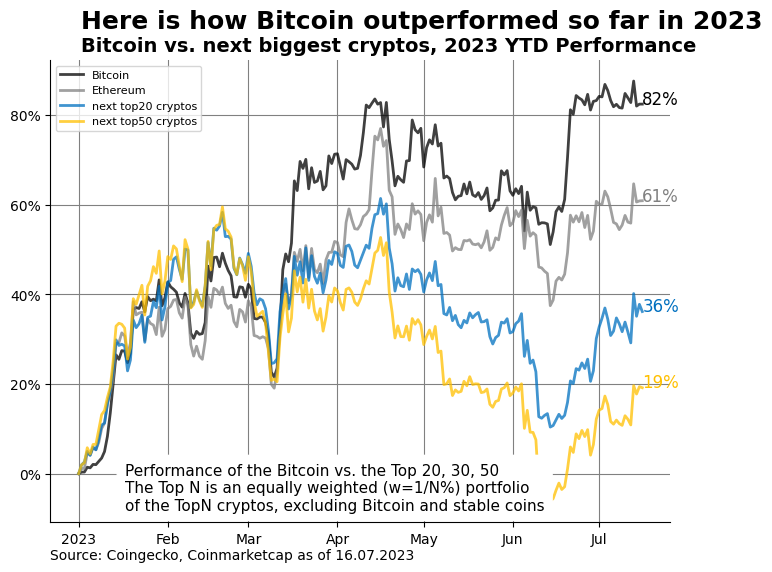 Here is how Bitcoin outperformed so far in 2023
Bitcoin vs. next biggest cryptos, 2023 YTD Performance
Bitcoin
Ethereum
next top20 cryptos
next top50 cryptos
80%
60%
40%
20%
0%
82%
61%
36%
19%
Performance of the Bitcoin vs. the Top 20, 30, 50
The Top N is an equally weighted (w=1/N%) portfolio
of the TopN cryptos, excluding Bitcoin and stable coins
2023 Feb Mar Apr May Jun Jul
Source: Coingecko, Coinmarketcap as of 16.07.2023